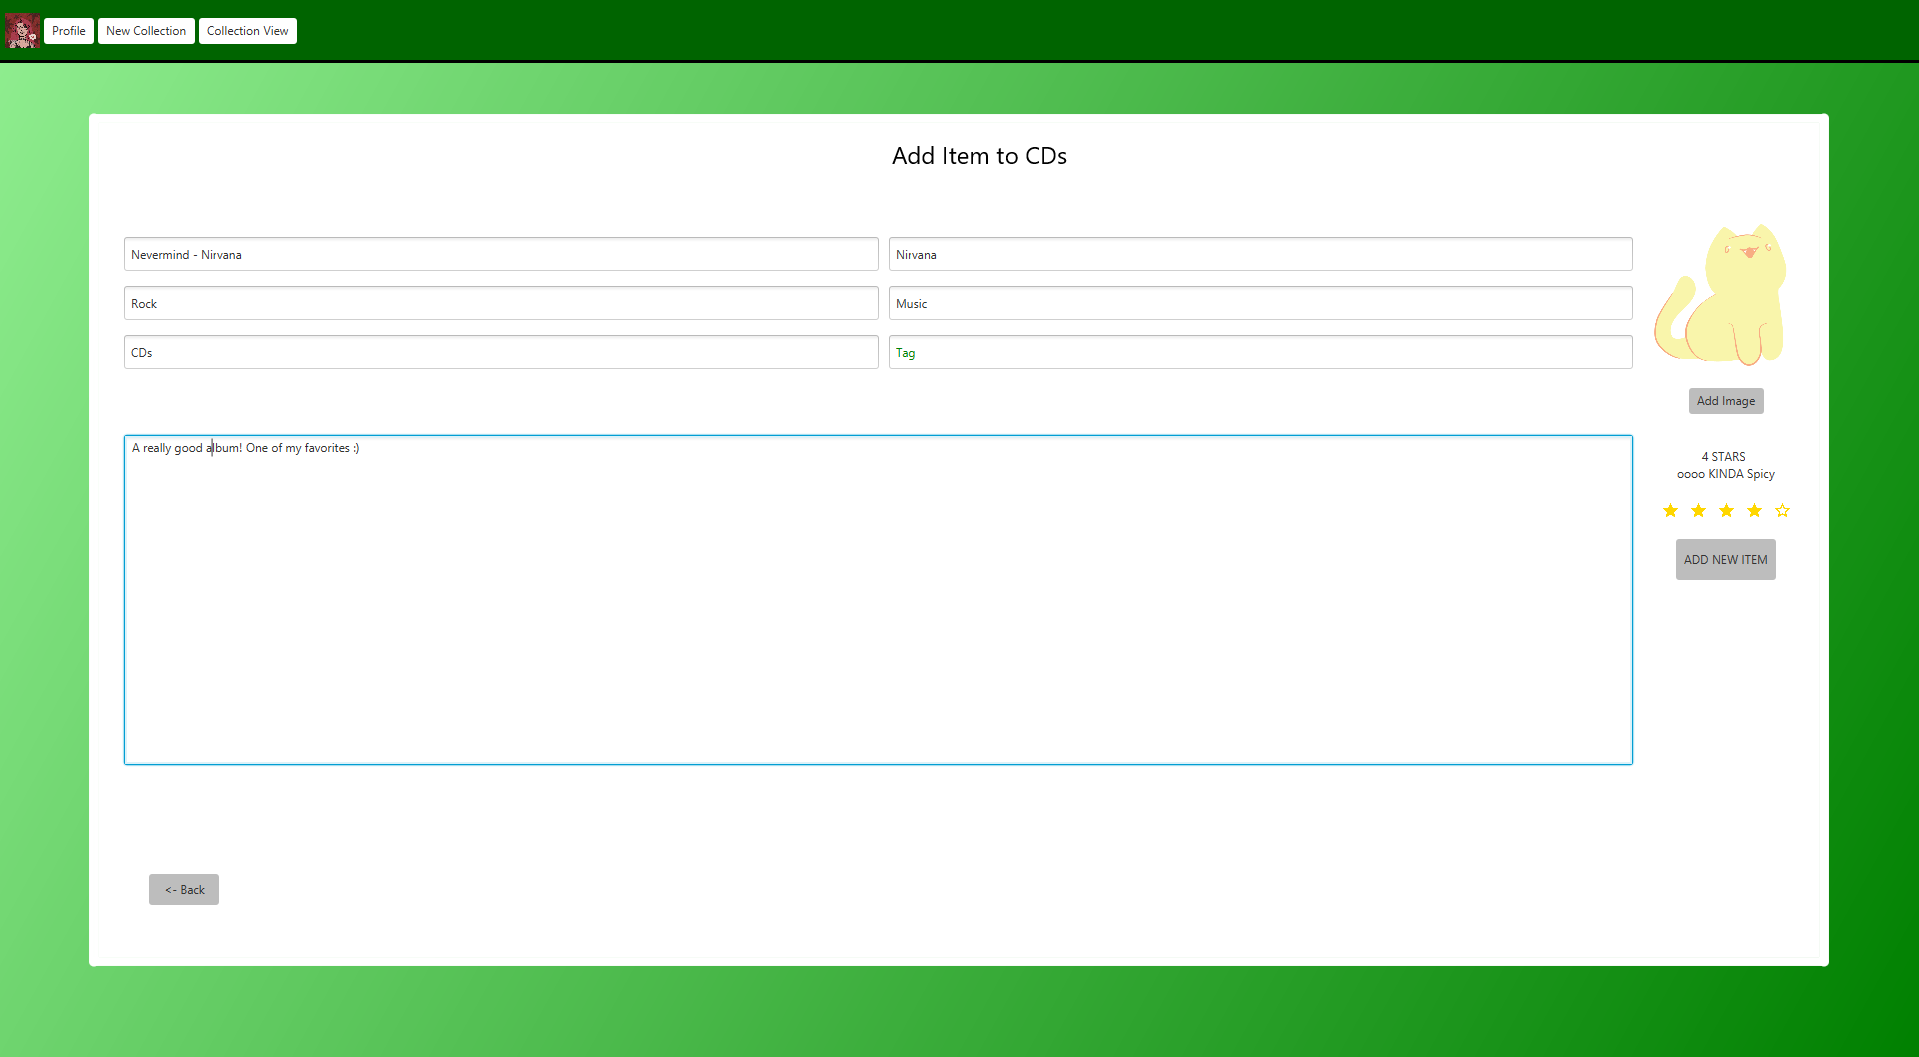 Profile
New Collection
Collection View
Add Item to CDs
Nevermind - Nirvana
Nirvana
Rock
Music
CDs
Tag
Add Image
A really good album! One of my favorites :)
4 STARS
oooo KINDA Spicy
ADD NEW ITEM
<- Back